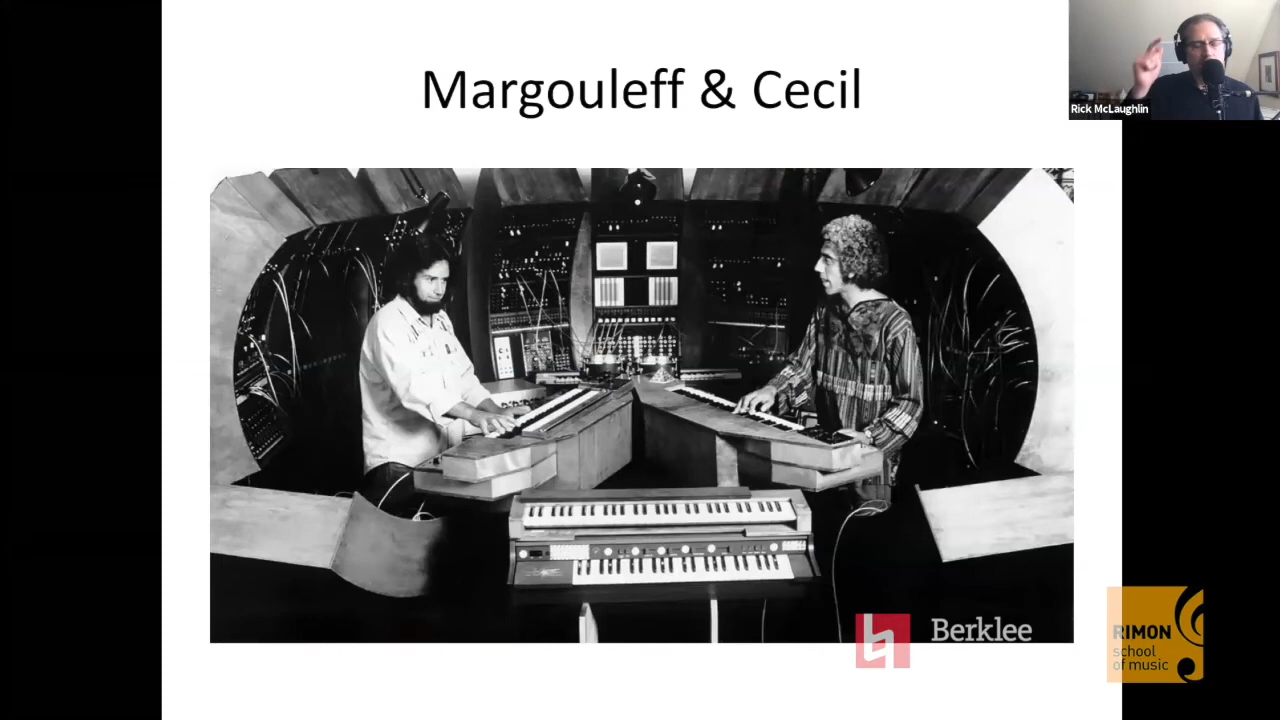 Margouleff & Cecil
Rick McLaughlin
Berklee
RIMON
school
of music